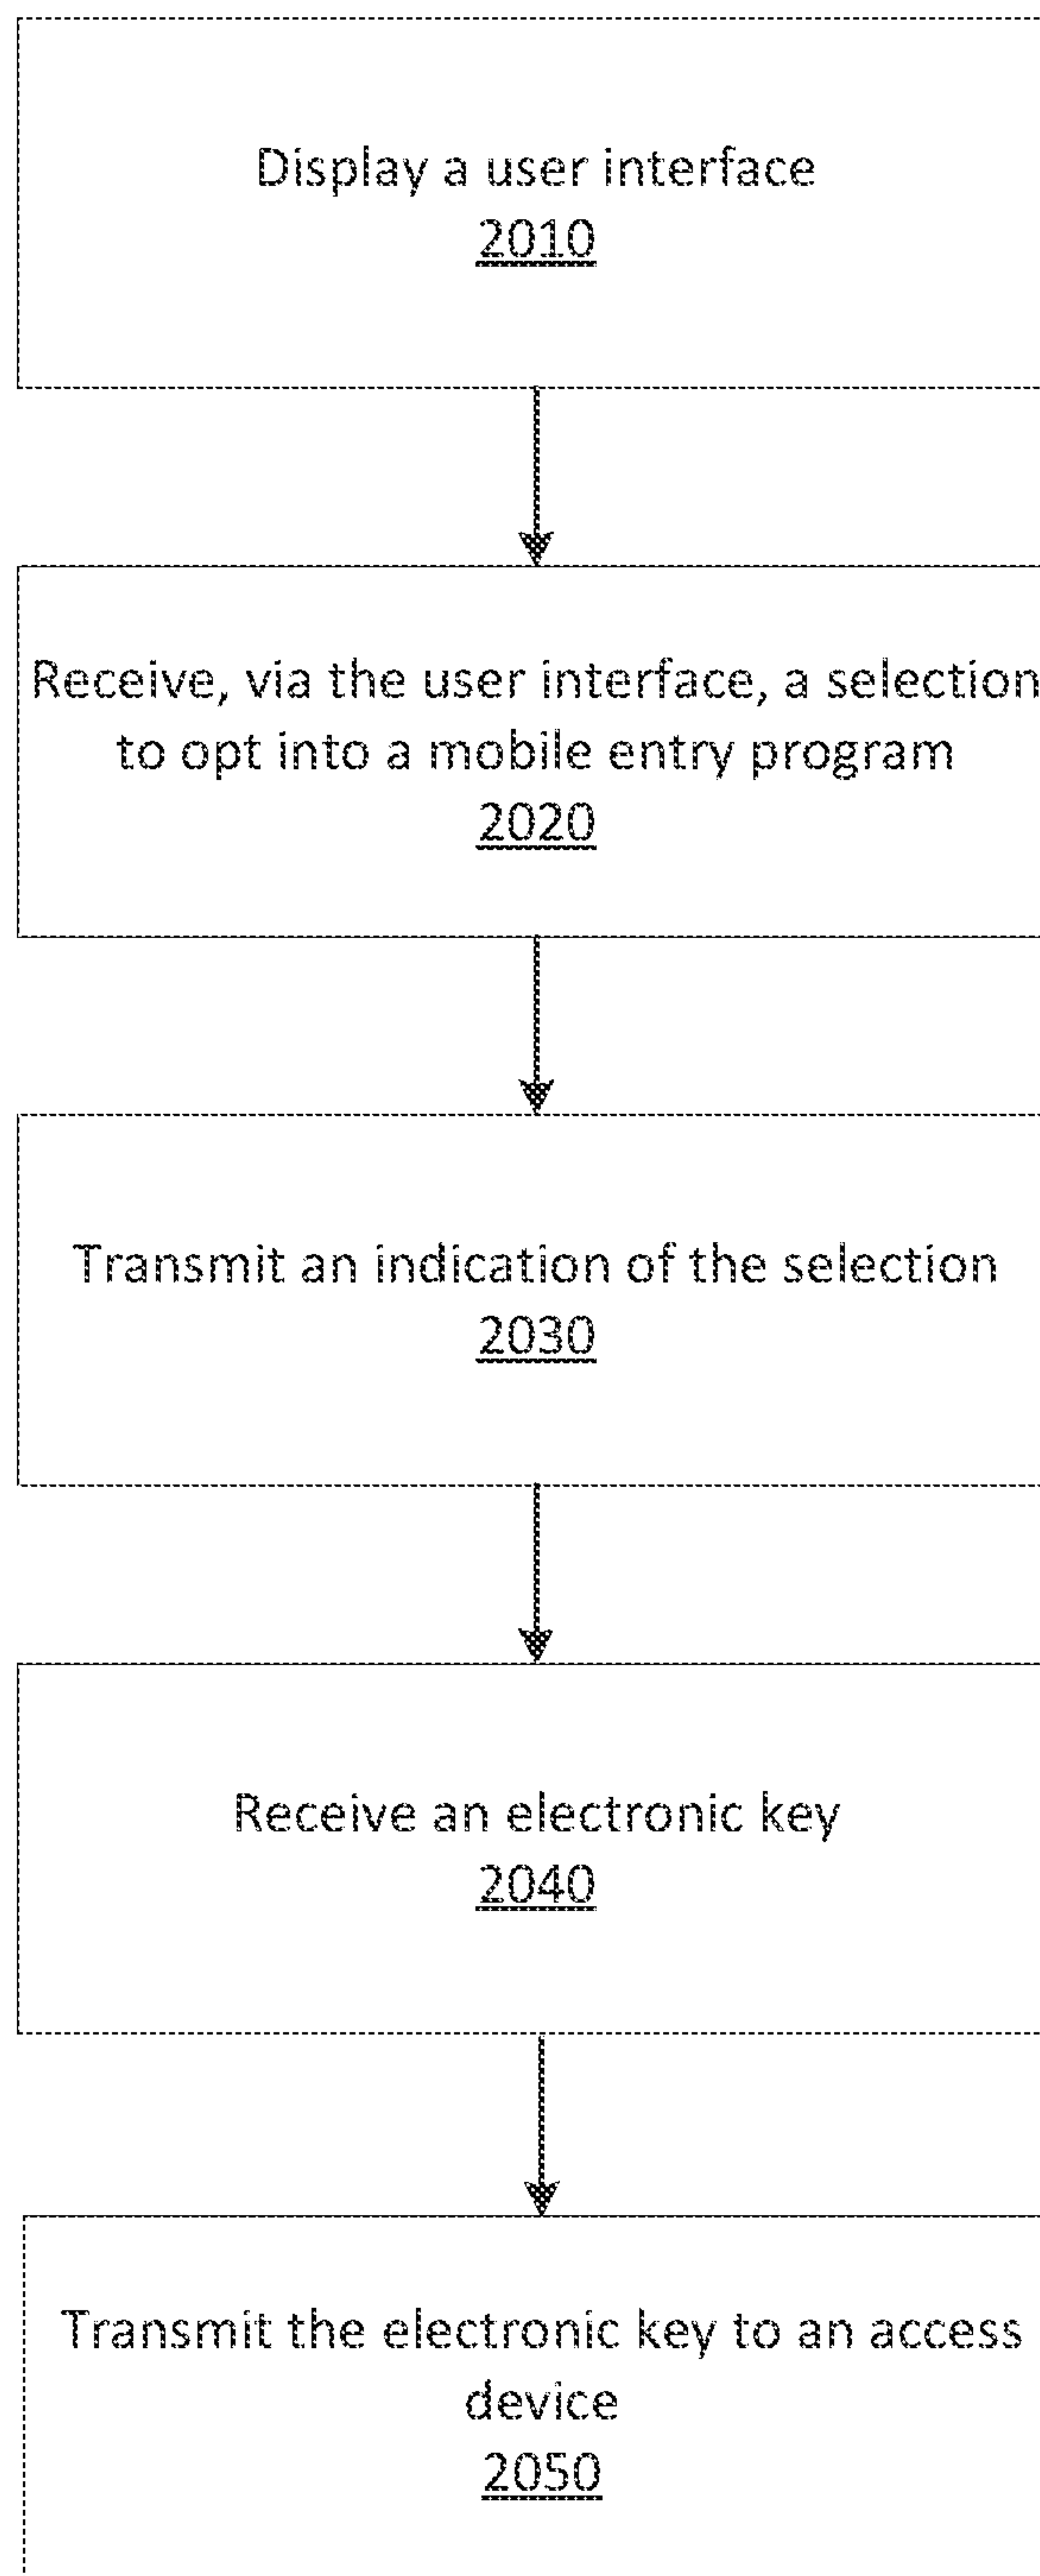 Display a user interface
2010
Receive, via the user interface, a selection
to opt into a mobile entry program
2020
Transmit an indication of the selection
2030
Receive an electronic key
2040
Transmit the electronic key to an access
device
2050